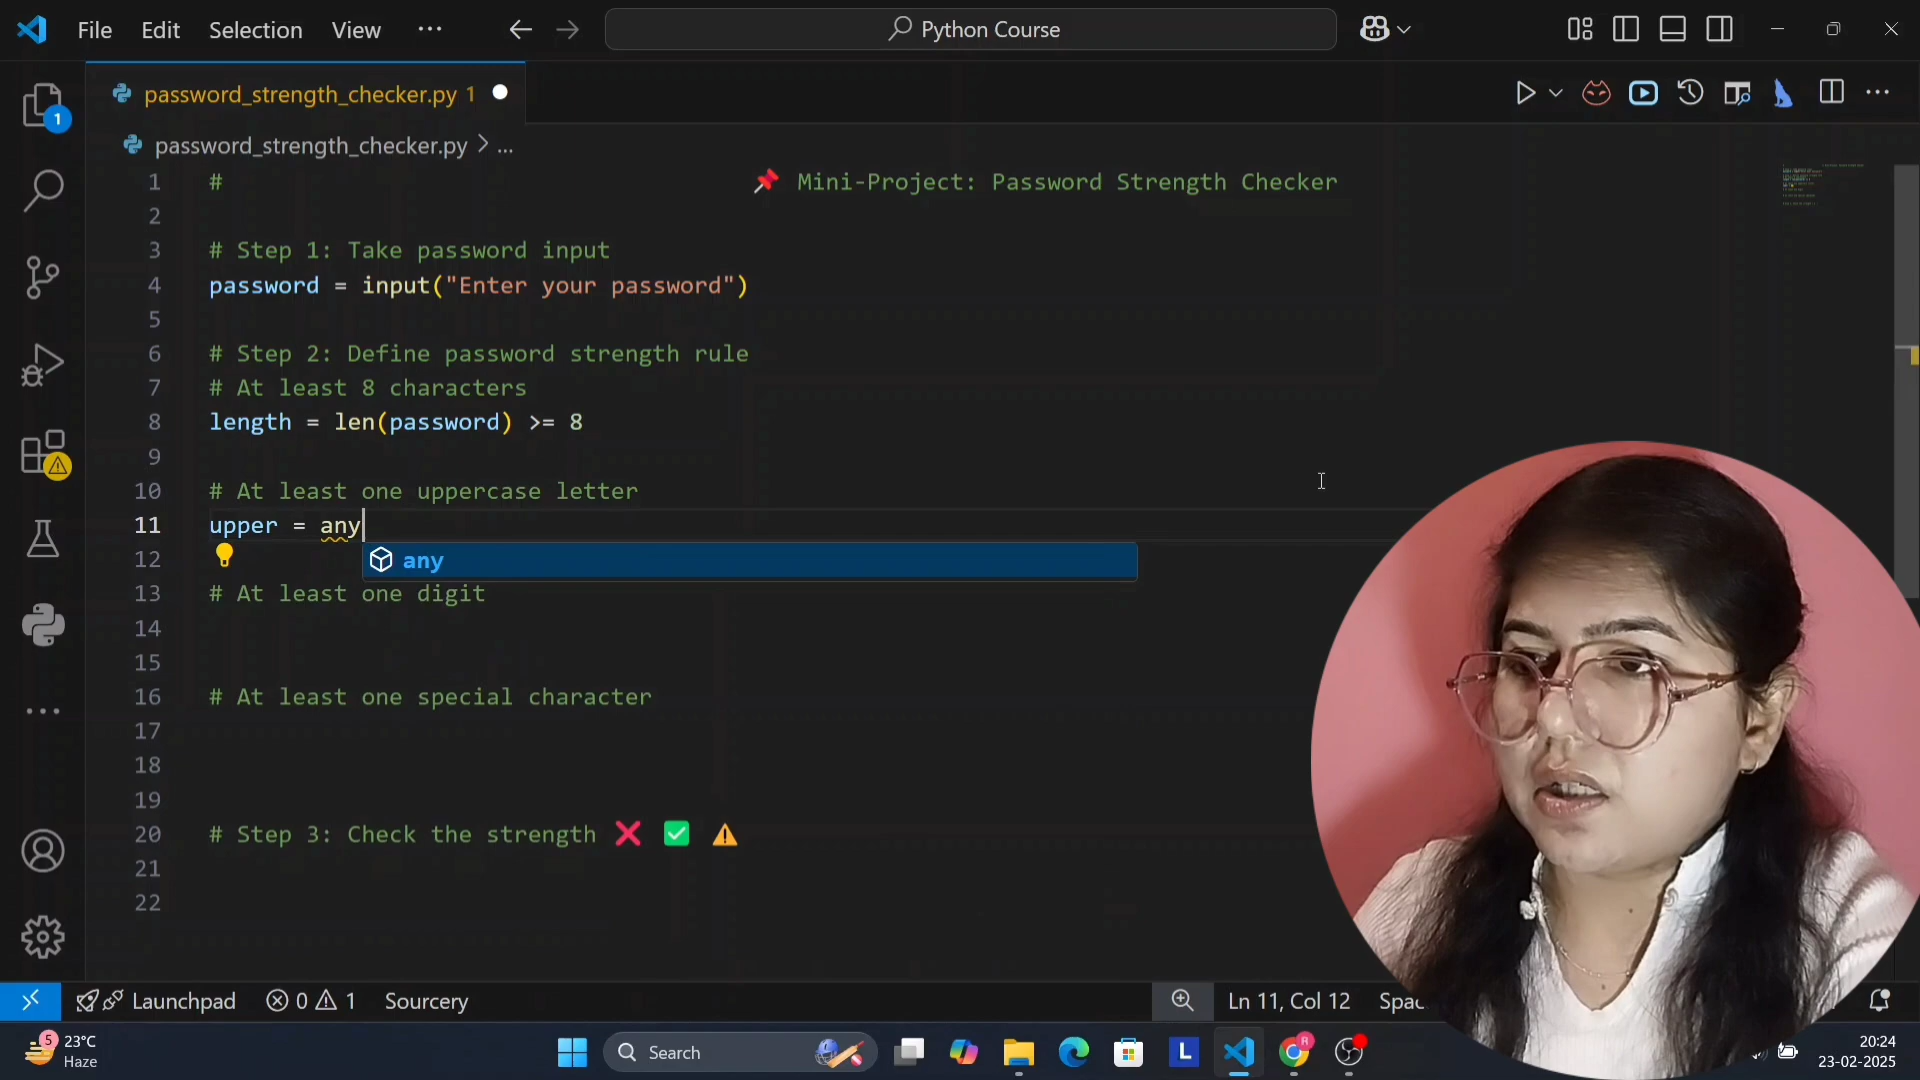 File Edit Selection View ··· Python Course
password_strength_checker.py 1
1
password_strength_checker.py > ...
1 # 📌 Mini-Project: Password Strength Checker
2
3 # Step 1: Take password input
4 password = input("Enter your password")
5
6 # Step 2: Define password strength rule
7 # At least 8 characters
8 length = len(password) >= 8
9
10 # At least one uppercase letter
11 upper = any
12 any
13 # At least one digit
14
15
16 # At least one special character
17
18
19
20 # Step 3: Check the strength ❌ ✅ ⚠️
21
22
Launchpad 0 1 Sourcery Ln 11, Col 12 Spac
5 23°C Search L R 20:24
Haze 23-02-2025